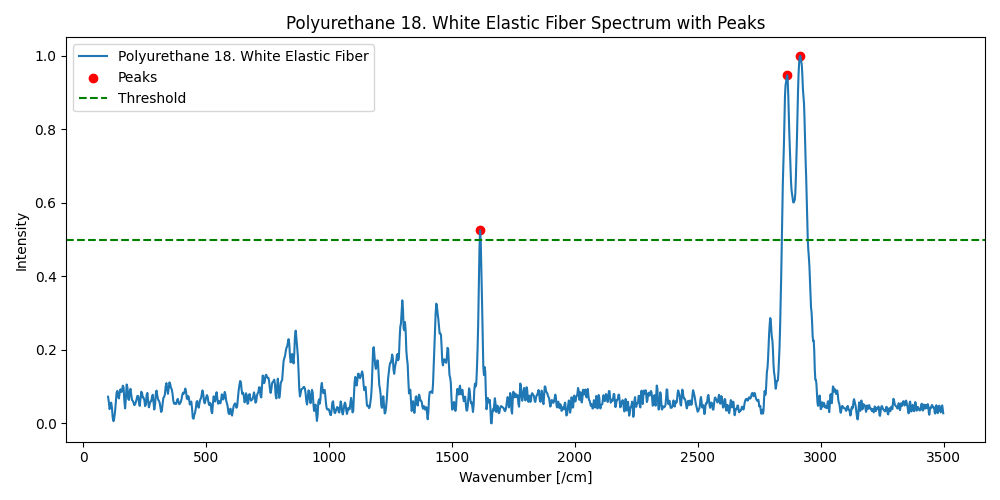 Polyurethane 18. White Elastic Fiber Spectrum with Peaks
Polyurethane 18. White Elastic Fiber
Peaks
Threshold
1.0
0.8
0.6
0.4
0.2
0.0
Intensity
0 500 1000 1500 2000 2500 3000 3500
Wavenumber [/cm]